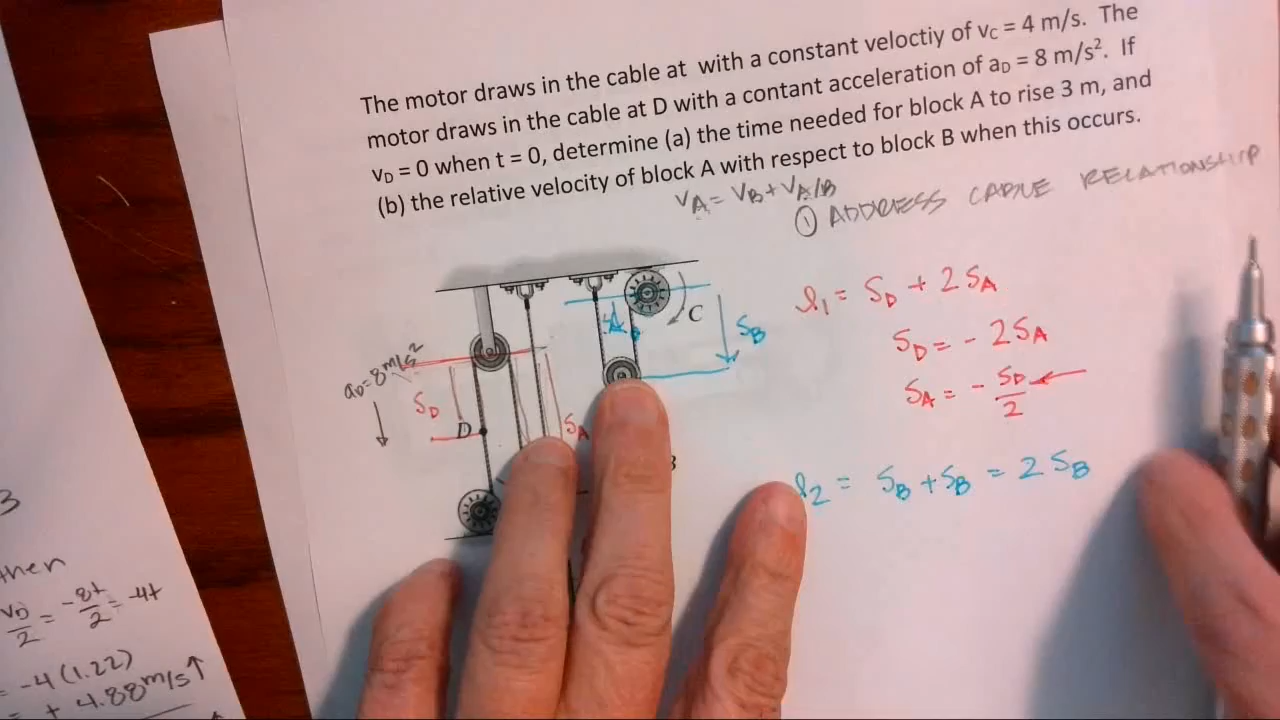 The motor draws in the cable at with a constant veloctiy of vC = 4 m/s. The
motor draws in the cable at D with a contant acceleration of aD = 8 m/s². If
vD = 0 when t = 0, determine (a) the time needed for block A to rise 3 m, and
(b) the relative velocity of block A with respect to block B when this occurs.
VA = VB + VA/B
① ADDRESS CABLE RELATIONSHIP
l1 = SD + 2SA
SD = - 2SA
SA = - SD/2
l2 = SB + SB = 2SB
aD = 8 m/s²
SD
D
SA
C
SB
3
then
VD/2 = -8t/2 = -4t
= -4(1.22)
= + 4.88 m/s ↑